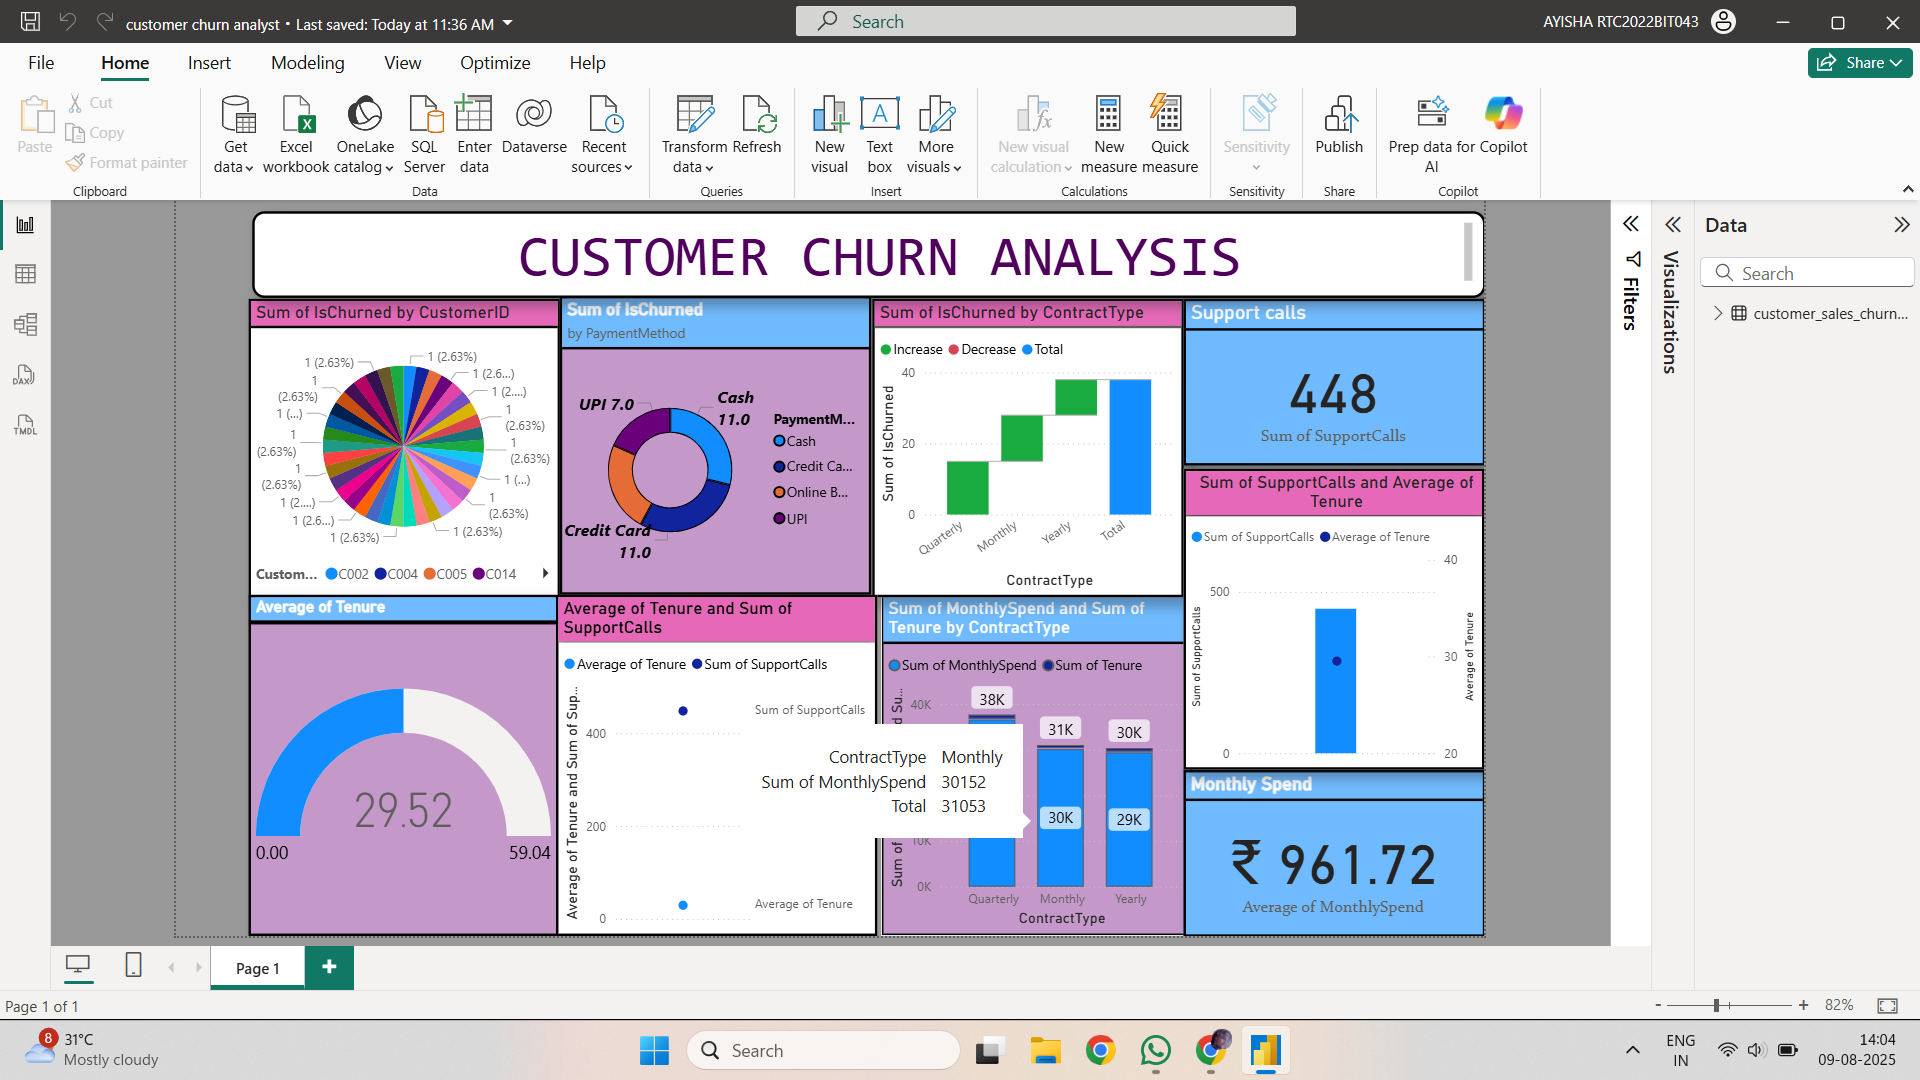 customer churn analyst • Last saved: Today at 11:36 AM
Search
AYISHA RTC2022BIT043
File
Home
Insert
Modeling
View
Optimize
Help
Share
Paste
Cut
Copy
Format painter
Clipboard
Get
data
Excel
workbook
OneLake
catalog
SQL
Server
Enter
data
Dataverse
Recent
sources
Data
Transform
data
Refresh
Queries
New
visual
Text
box
More
visuals
Insert
New visual
calculation
New
measure
Quick
measure
Calculations
Sensitivity
Sensitivity
Publish
Share
Prep data for
AI
Copilot
Copilot
CUSTOMER CHURN ANALYSIS
Sum of IsChurned by CustomerID
1 (2.63%)
1 (2.6...)
1 (2....)
1
(2.63%)
1
(2.63%)
1 (...)
1
(2.63%)
1 (2.63%)
1 (2.63%)
1 (2.6...)
1 (2....)
1
(2.63%)
1
(2.63%)
1 (...)
1
(2.63%)
1 (2.63%)
Custom...
C002
C004
C005
C014
Sum of IsChurned
by PaymentMethod
UPI 7.0
Cash
11.0
Credit Card
11.0
PaymentM...
Cash
Credit Ca...
Online B...
UPI
Sum of IsChurned by ContractType
Increase
Decrease
Total
Sum of IsChurned
40
20
0
Quarterly
Monthly
Yearly
Total
ContractType
Support calls
448
Sum of SupportCalls
Sum of SupportCalls and Average of
Tenure
Sum of SupportCalls
Average of Tenure
Sum of SupportCalls
500
0
40
30
20
Average of Tenure
Average of Tenure
29.52
0.00
59.04
Average of Tenure and Sum of
SupportCalls
Average of Tenure
Sum of SupportCalls
Average of Tenure and Sum of Sup...
400
200
0
Sum of SupportCalls
Average of Tenure
Sum of MonthlySpend and Sum of
Tenure by ContractType
Sum of MonthlySpend
Sum of Tenure
40K
10K
0K
38K
31K
30K
30K
29K
Quarterly
Monthly
Yearly
ContractType
ContractType Monthly
Sum of MonthlySpend 30152
Total 31053
Monthly Spend
₹ 961.72
Average of MonthlySpend
Filters
Visualizations
Data
Search
customer_sales_churn...
DAX
TMDL
Page 1
Page 1 of 1
- + 82%
8
31°C
Mostly cloudy
Search
ENG
IN
14:04
09-08-2025